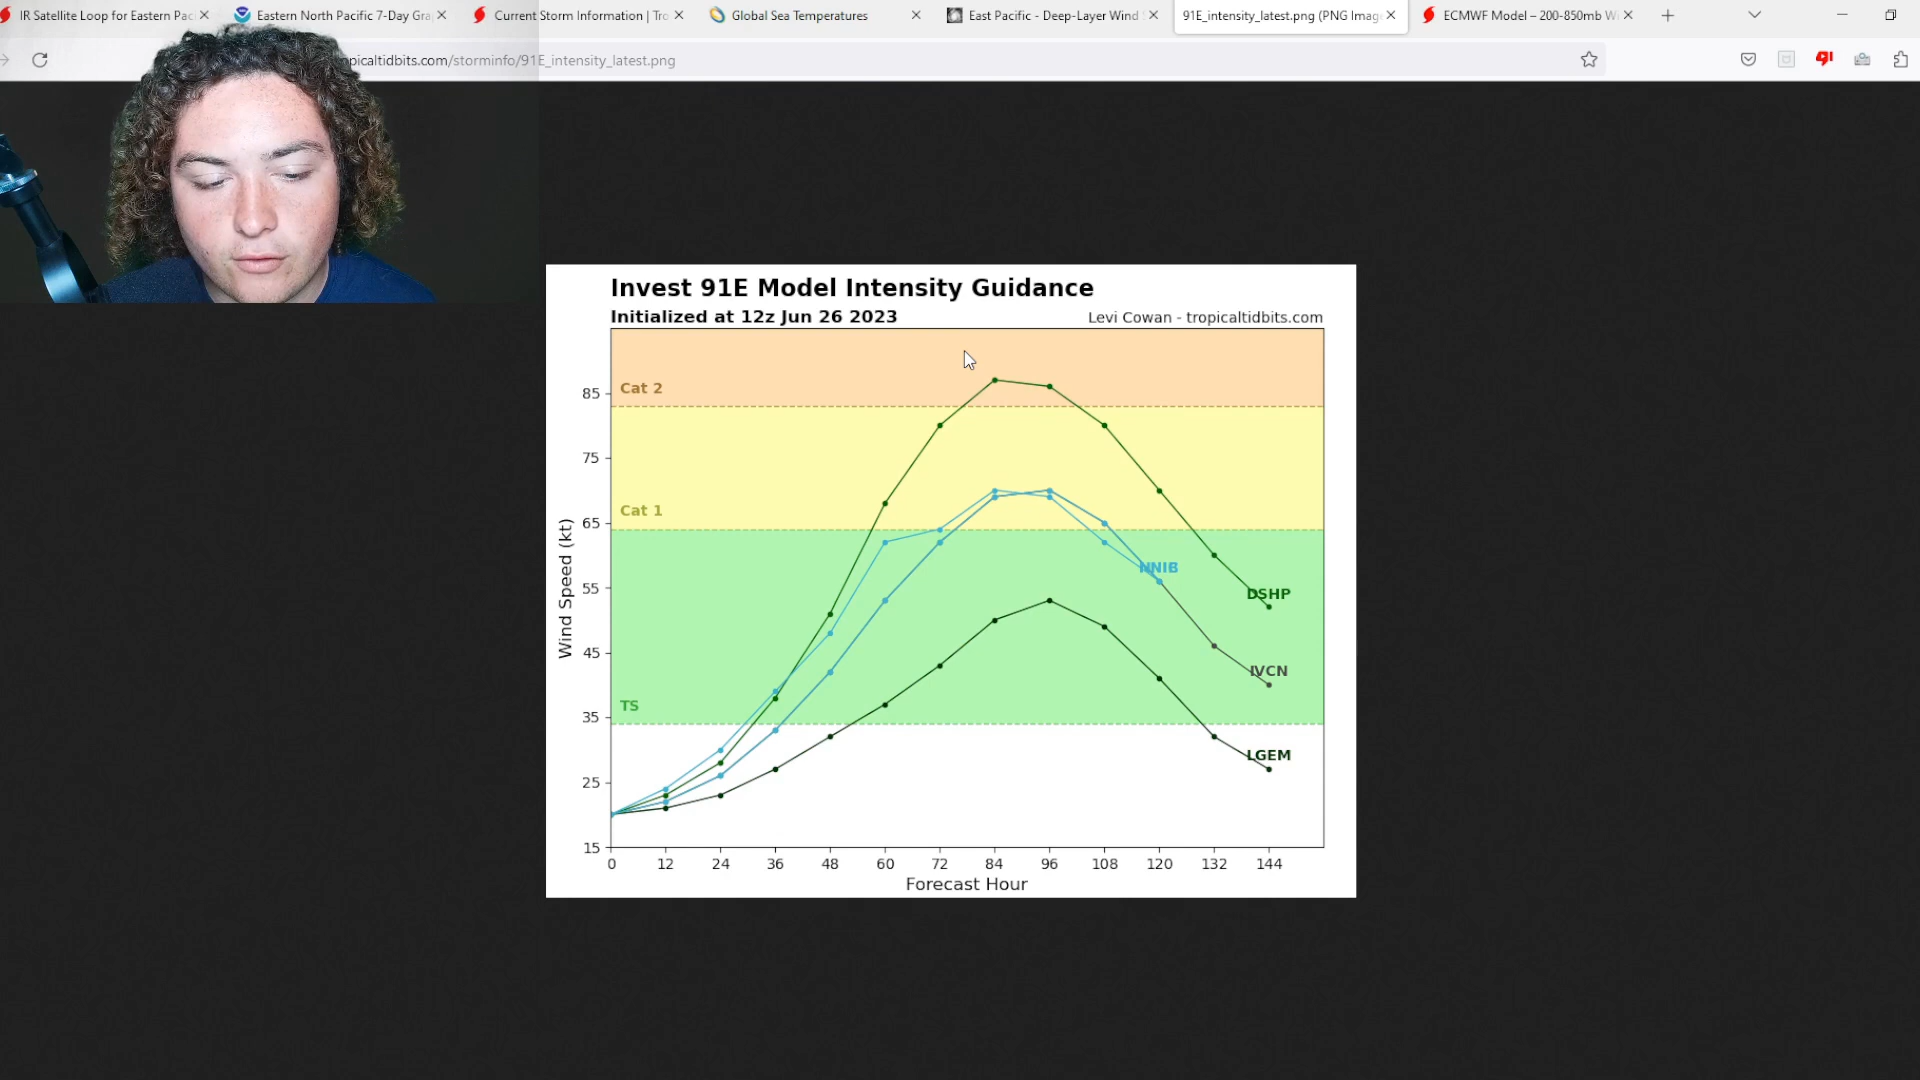 IR Satellite Loop for Eastern Pac
Eastern North Pacific 7-Day Gra
Current Storm Information | Tro
Global Sea Temperatures
East Pacific - Deep-Layer Wind S
91E_intensity_latest.png (PNG Imag
ECMWF Model – 200-850mb W
opicaltidbits.com/storminfo/91E_intensity_latest.png
Invest 91E Model Intensity Guidance
Initialized at 12z Jun 26 2023
Levi Cowan - tropicaltidbits.com
Cat 2
85
75
Cat 1
65
NNIB
55
DSHP
Wind Speed (kt)
IVCN
45
TS
35
LGEM
25
15
0 12 24 36 48 60 72 84 96 108 120 132 144
Forecast Hour